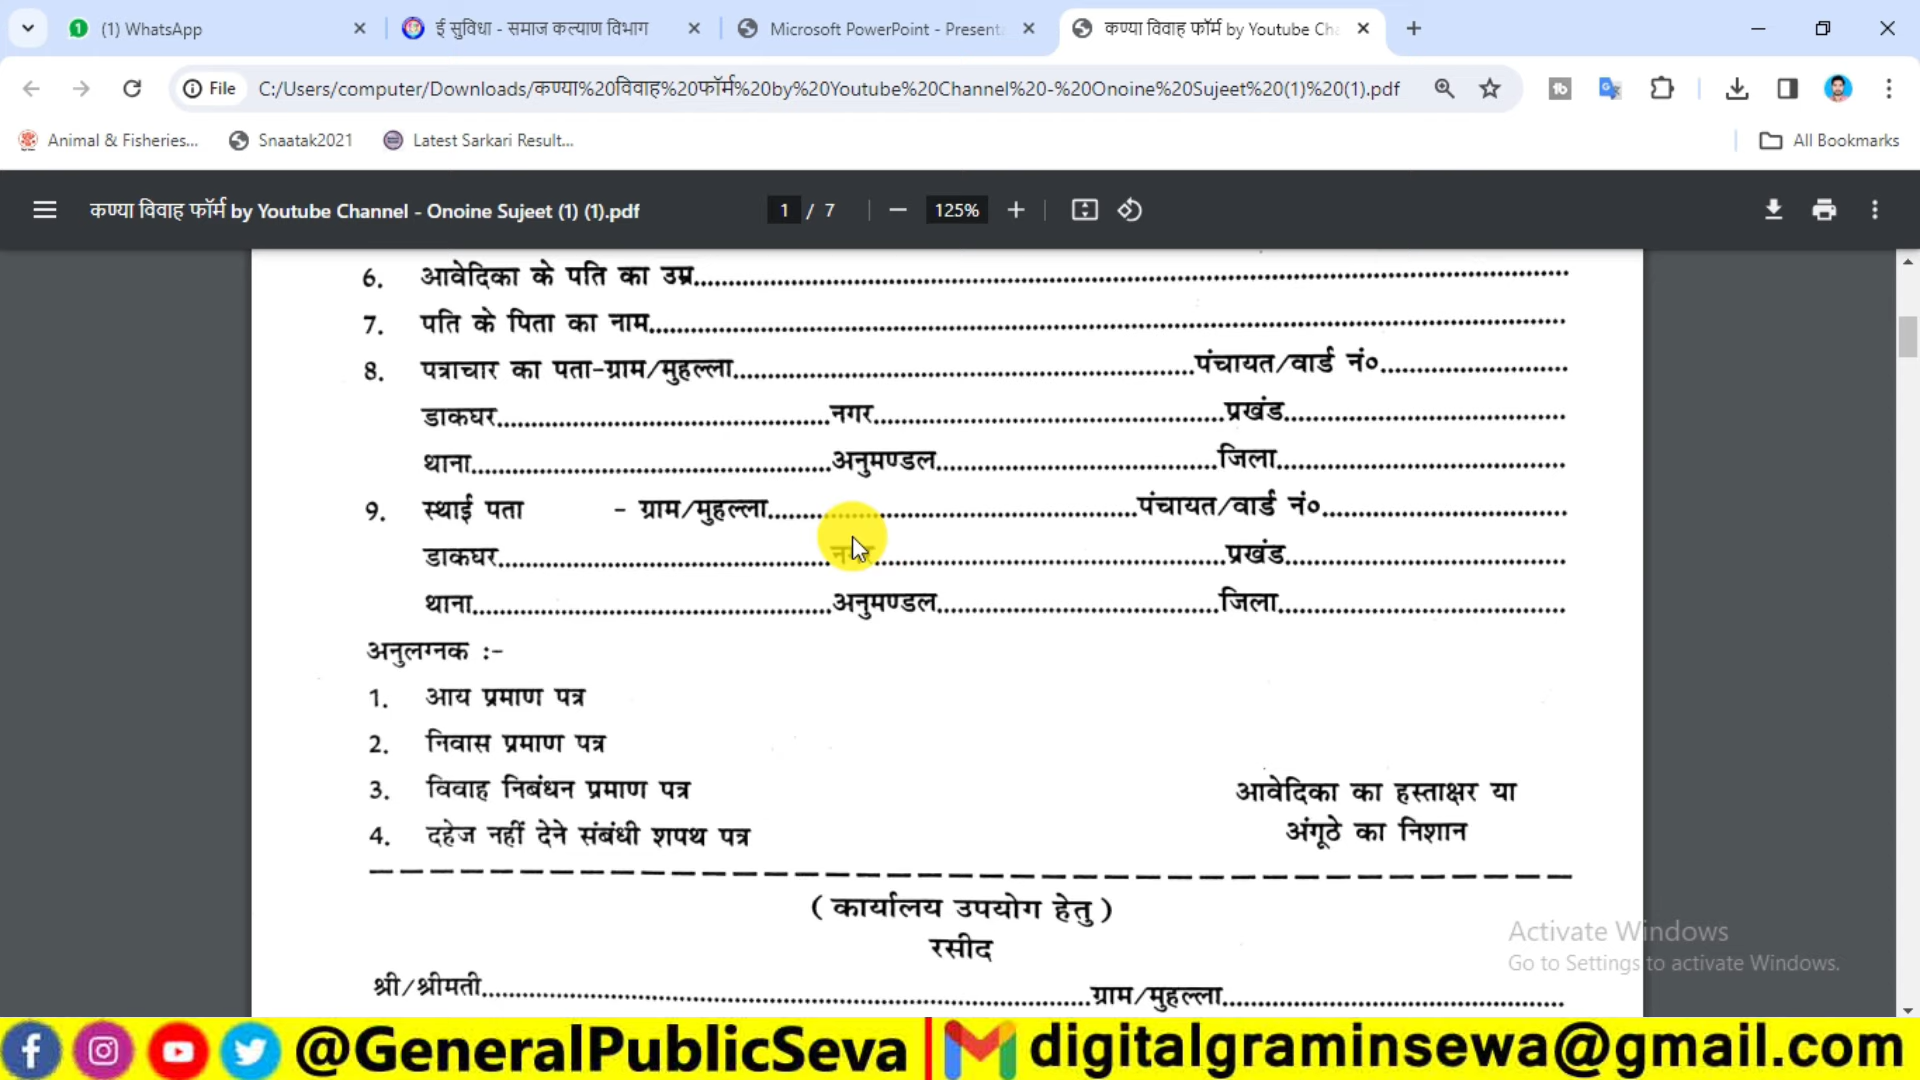 (1) WhatsApp
ई सुविधा - समाज कल्याण विभाग
Microsoft PowerPoint - Present
कण्या विवाह फॉर्म by Youtube Ch
File
C:/Users/computer/Downloads/कण्या%20विवाह%20फॉर्म%20by%20Youtube%20Channel%20-%20Onoine%20Sujeet%20(1)%20(1).pdf
Animal & Fisheries...
Snaatak2021
Latest Sarkari Result...
All Bookmarks
कण्या विवाह फॉर्म by Youtube Channel - Onoine Sujeet (1) (1).pdf
1 / 7
125%
6. आवेदिका के पति का उम्र
7. पति के पिता का नाम
8. पत्राचार का पता-ग्राम/मुहल्ला पंचायत/वार्ड नं०
डाकघर नगर प्रखंड
थाना अनुमण्डल जिला
9. स्थाई पता - ग्राम/मुहल्ला पंचायत/वार्ड नं०
डाकघर नगर प्रखंड
थाना अनुमण्डल जिला
अनुलग्नक :-
1. आय प्रमाण पत्र
2. निवास प्रमाण पत्र
3. विवाह निबंधन प्रमाण पत्र
4. दहेज नहीं देने संबंधी शपथ पत्र
आवेदिका का हस्ताक्षर या
अंगूठे का निशान
(कार्यालय उपयोग हेतु)
रसीद
श्री/श्रीमती ग्राम/मुहल्ला
Activate Windows
Go to Settings to activate Windows.
@GeneralPublicSeva
digitalgraminsewa@gmail.com